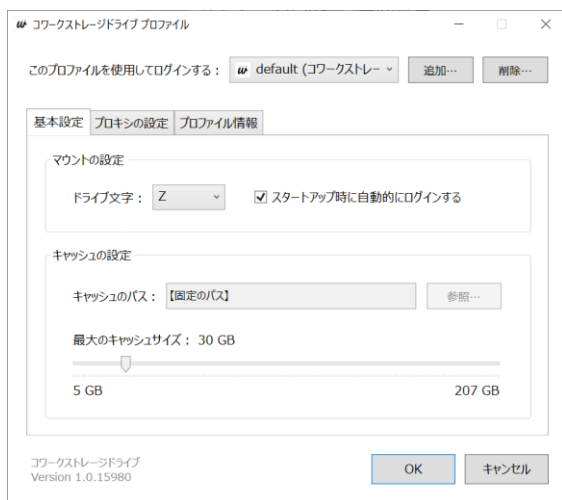 コワークストレージドライブ プロファイル
このプロファイルを使用してログインする： default (コワークストレー 追加… 削除…
基本設定 プロキシの設定 プロファイル情報
マウントの設定
ドライブ文字： Z スタートアップ時に自動的にログインする
キャッシュの設定
キャッシュのパス： 【固定のパス】 参照…
最大のキャッシュサイズ： 30 GB
5 GB 207 GB
コワークストレージドライブ
Version 1.0.15980
OK キャンセル